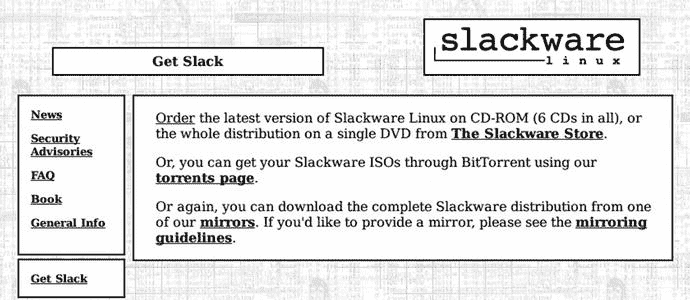 slackware
linux
Get Slack
News
Security
Advisories
FAQ
Book
General Info
Get Slack
Order the latest version of Slackware Linux on CD-ROM (6 CDs in all), or
the whole distribution on a single DVD from The Slackware Store.
Or, you can get your Slackware ISOs through BitTorrent using our
torrents page.
Or again, you can download the complete Slackware distribution from one
of our mirrors. If you'd like to provide a mirror, please see the mirroring
guidelines.